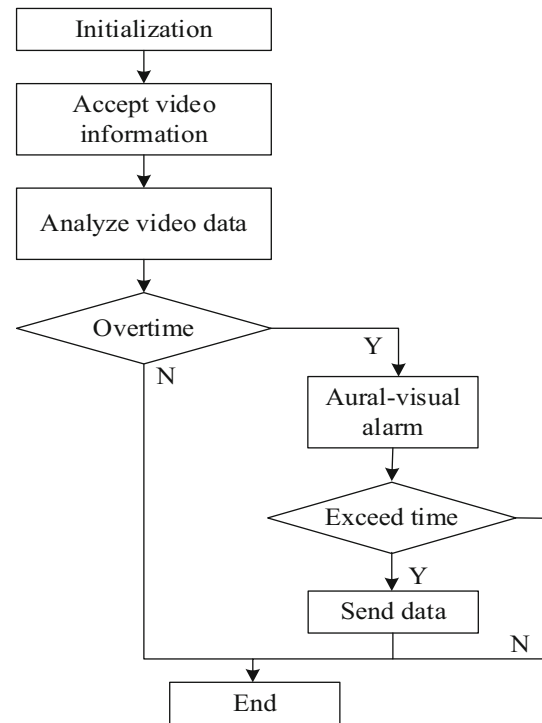 Initialization
Accept video
information
Analyze video data
Overtime
Y
N
Aural-visual
alarm
Exceed time
Y
Send data
N
End